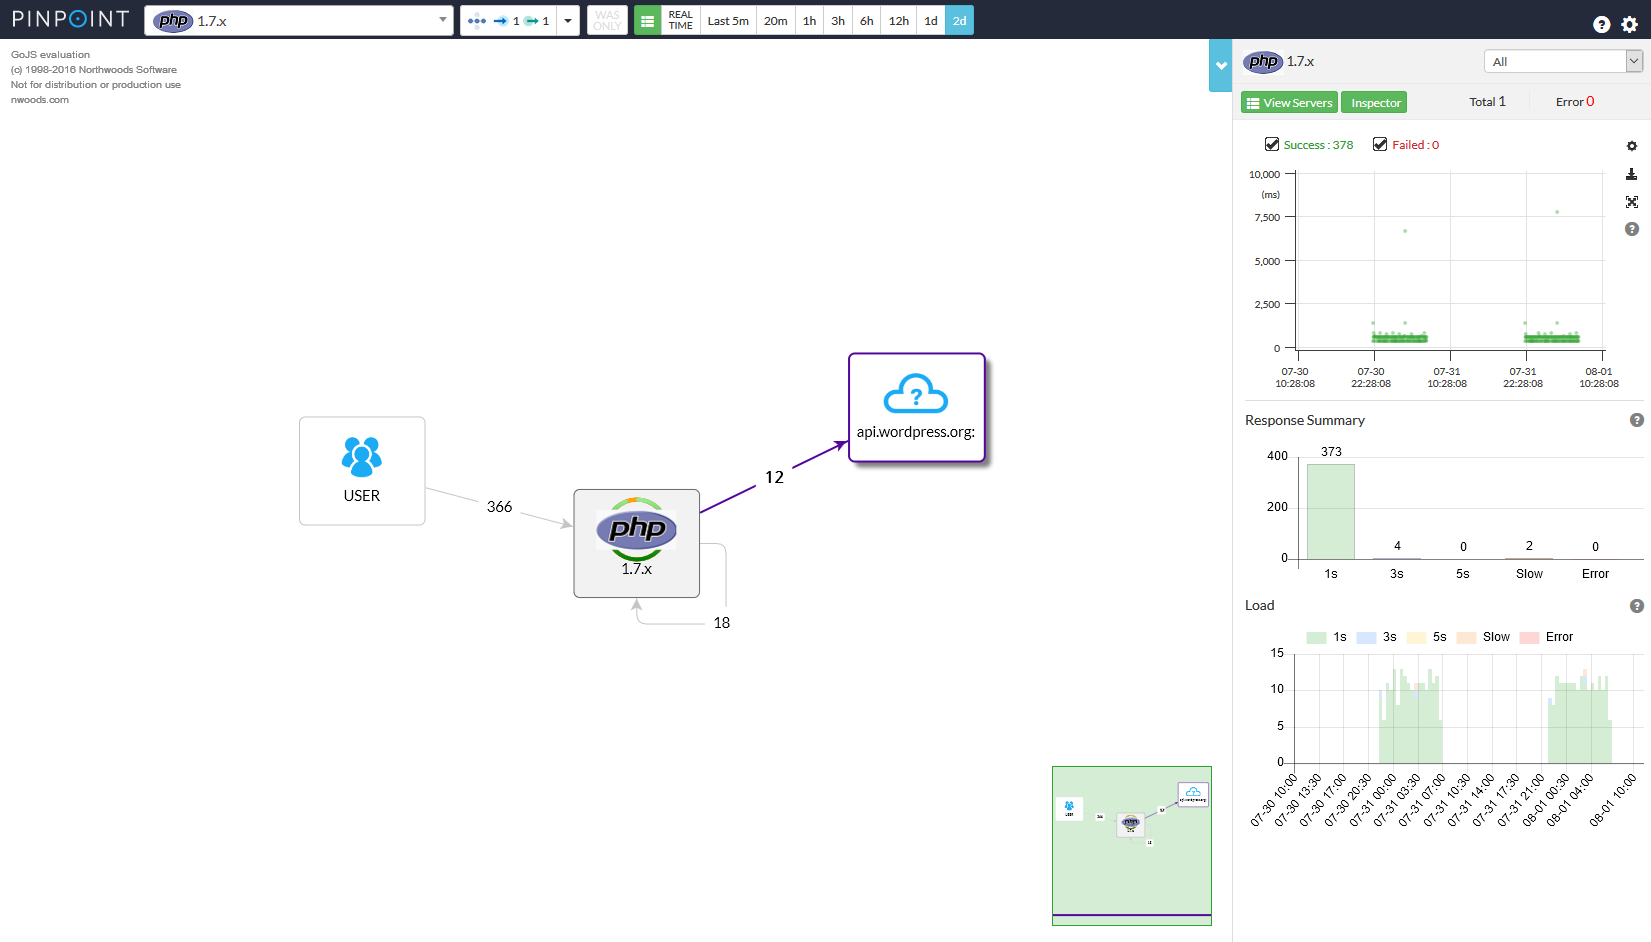 PINPOINT
php 1.7.x
1 1
WAS ONLY
REAL TIME
Last 5m 20m 1h 3h 6h 12h 1d 2d
GoJS evaluation
(c) 1998-2016 Northwoods Software
Not for distribution or production use
nwoods.com
USER
366
php
1.7.x
18
12
?
api.wordpress.org:
php 1.7.x
All
View Servers
Inspector
Total 1
Error 0
Success : 378
Failed : 0
10,000
(ms)
7,500
5,000
2,500
0
07-30 07-30 07-31 07-31 08-01
10:28:08 22:28:08 10:28:08 22:28:08 10:28:08
Response Summary
400
200
0
373 4 0 2 0
1s 3s 5s Slow Error
Load
1s 3s 5s Slow Error
15
10
5
0
07-30 10:00
07-30 13:30
07-30 17:00
07-30 20:30
07-31 00:00
07-31 03:30
07-31 07:00
07-31 10:30
07-31 14:00
07-31 17:30
07-31 21:00
08-01 00:30
08-01 04:00
08-01 10:00